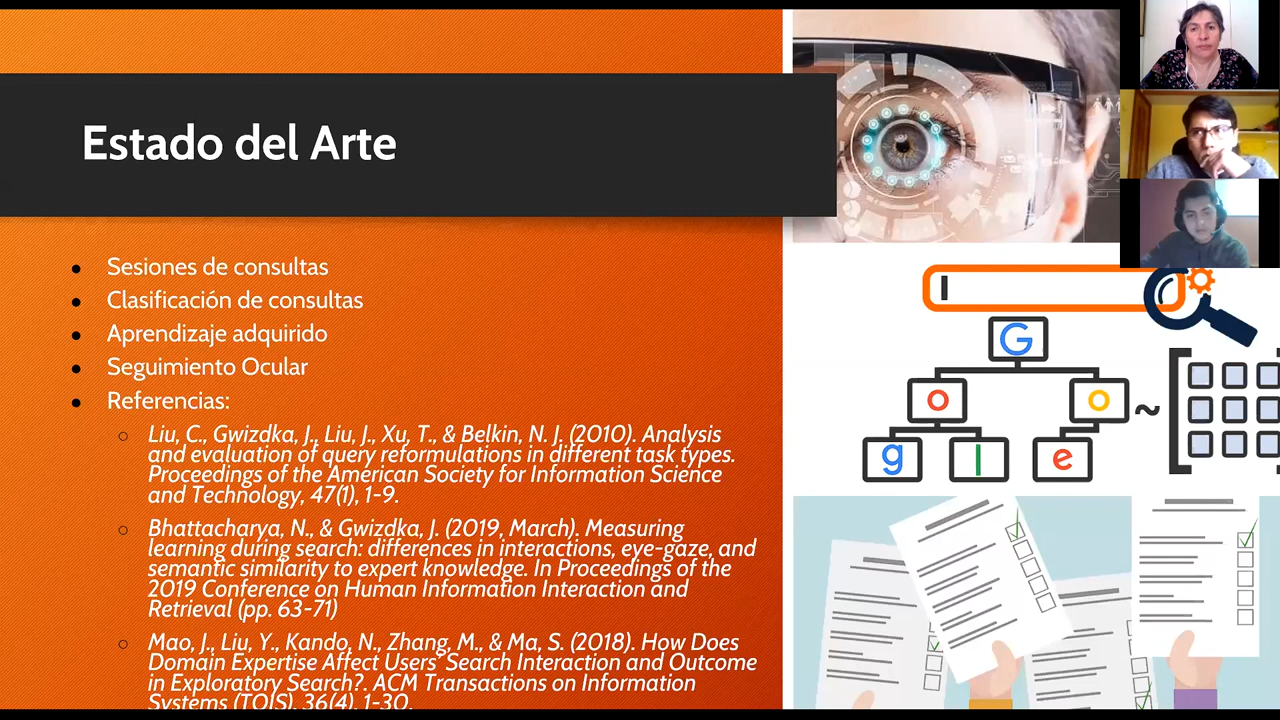 Estado del Arte
Sesiones de consultas
Clasificación de consultas
Aprendizaje adquirido
Seguimiento Ocular
Referencias:
Liu, C., Gwizdka, J., Liu, J., Xu, T., & Belkin, N. J. (2010). Analysis
and evaluation of query reformulations in different task types.
Proceedings of the American Society for Information Science
and Technology, 47(1), 1-9.
Bhattacharya, N., & Gwizdka, J. (2019, March). Measuring
learning during search: differences in interactions, eye-gaze, and
semantic similarity to expert knowledge. In Proceedings of the
2019 Conference on Human Information Interaction and
Retrieval (pp. 63-71)
Mao, J., Liu, Y., Kando, N., Zhang, M., & Ma, S. (2018). How Does
Domain Expertise Affect Users' Search Interaction and Outcome
in Exploratory Search?. ACM Transactions on Information
Systems (TOIS), 36(4), 1-30.
G
o o ~
g l e